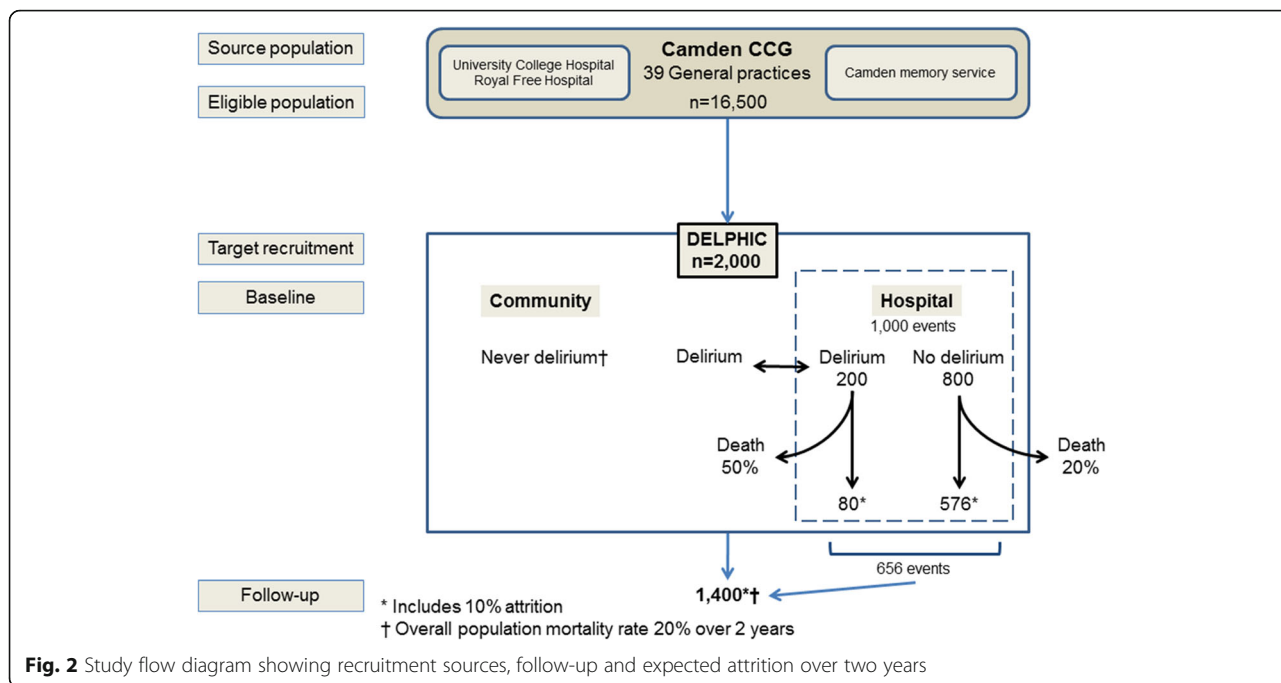 Source population
Eligible population
University College Hospital
Royal Free Hospital
Camden CCG
39 General practices
n=16,500
Camden memory service
Target recruitment
Baseline
DELPHIC
n=2,000
Community
Hospital
1,000 events
Never delirium†
Delirium
Delirium
200
No delirium
800
Death
50%
Death
20%
80*
576*
656 events
Follow-up
1,400*†
* Includes 10% attrition
† Overall population mortality rate 20% over 2 years
Fig. 2 Study flow diagram showing recruitment sources, follow-up and expected attrition over two years